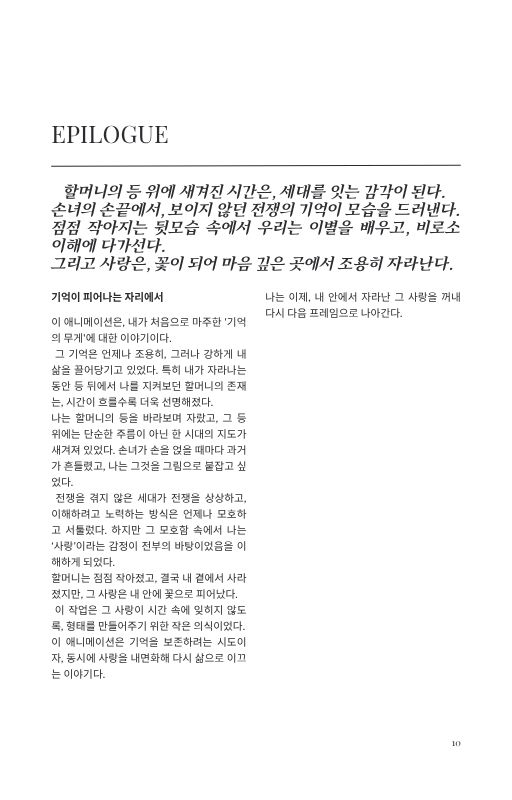 EPILOGUE
할머니의 등 위에 새겨진 시간은, 세대를 잇는 감각이 된다.
손녀의 손끝에서, 보이지 않던 전쟁의 기억이 모습을 드러낸다.
점점 작아지는 뒷모습 속에서 우리는 이별을 배우고, 비로소
이해에 다가선다.
그리고 사랑은, 꽃이 되어 마음 깊은 곳에서 조용히 자라난다.
기억이 피어나는 자리에서
이 애니메이션은, 내가 처음으로 마주한 '기억
의 무게'에 대한 이야기이다.
그 기억은 언제나 조용히, 그러나 강하게 내
삶을 끌어당기고 있었다. 특히 내가 자라나는
동안 등 뒤에서 나를 지켜보던 할머니의 존재
는, 시간이 흐를수록 더욱 선명해졌다.
나는 할머니의 등을 바라보며 자랐고, 그 등
위에는 단순한 주름이 아닌 한 시대의 지도가
새겨져 있었다. 손녀가 손을 얹을 때마다 과거
가 흔들렸고, 나는 그것을 그림으로 붙잡고 싶
었다.
전쟁을 겪지 않은 세대가 전쟁을 상상하고,
이해하려고 노력하는 방식은 언제나 모호하
고 서툴렀다. 하지만 그 모호함 속에서 나는
'사랑'이라는 감정이 전부의 바탕이었음을 이
해하게 되었다.
할머니는 점점 작아졌고, 결국 내 곁에서 사라
졌지만, 그 사랑은 내 안에 꽃으로 피어났다.
이 작업은 그 사랑이 시간 속에 잊히지 않도
록, 형태를 만들어주기 위한 작은 의식이었다.
이 애니메이션은 기억을 보존하려는 시도이
자, 동시에 사랑을 내면화해 다시 삶으로 이끄
는 이야기다.
나는 이제, 내 안에서 자라난 그 사랑을 꺼내
다시 다음 프레임으로 나아간다.
10